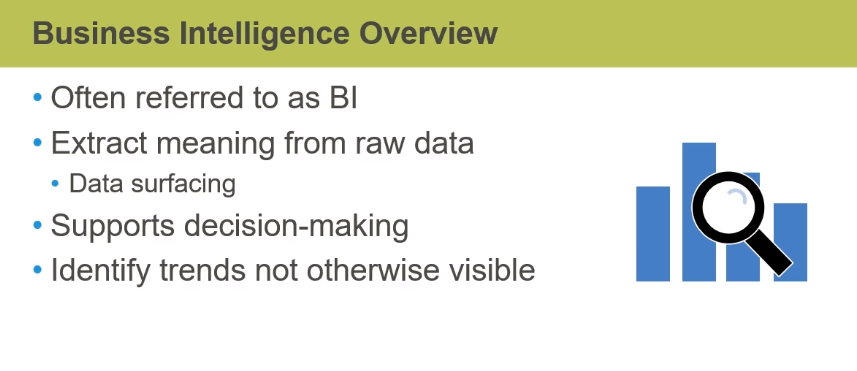 Business Intelligence Overview
• Often referred to as BI
• Extract meaning from raw data
• Data surfacing
• Supports decision-making
• Identify trends not otherwise visible